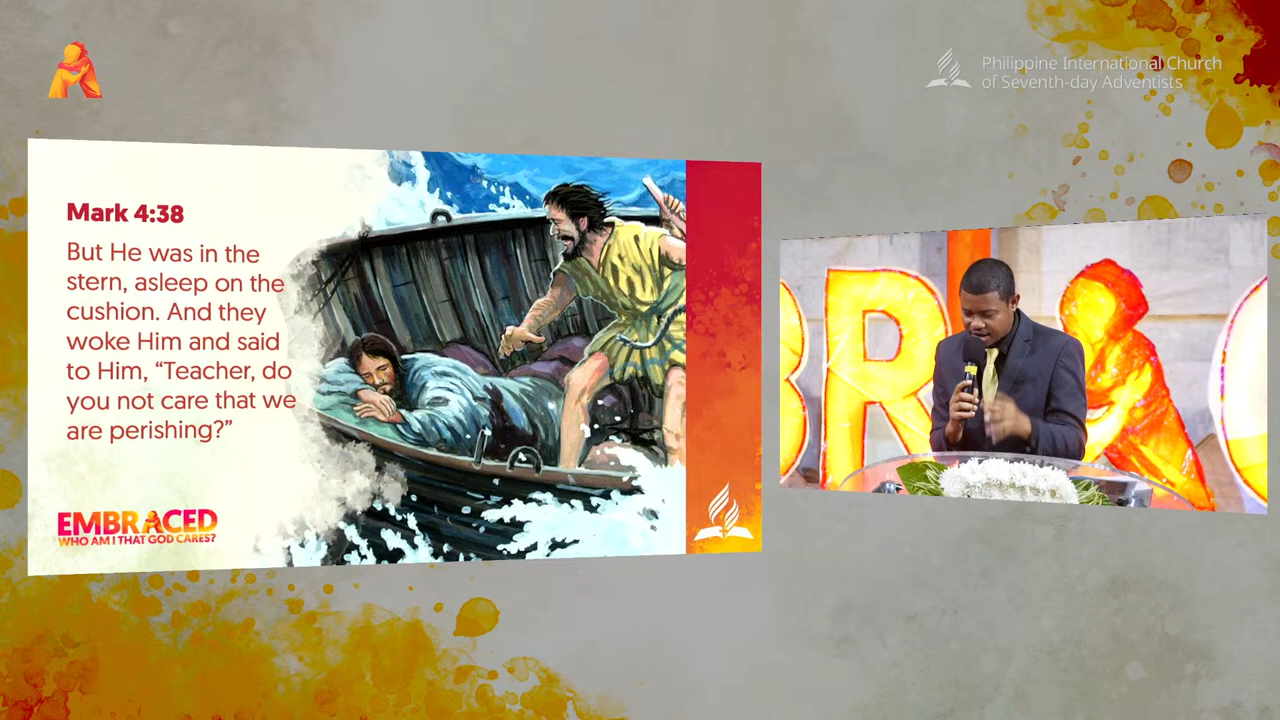 Philippine International Church
of Seventh-day Adventists
Mark 4:38
But He was in the
stern, asleep on the
cushion. And they
woke Him and said
to Him, “Teacher, do
you not care that we
are perishing?”
EMBRACED
WHO AM I THAT GOD CARES?
BR